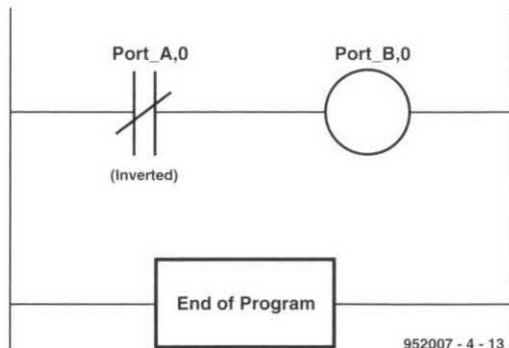 Port_A,0 Port_B,0
(Inverted)
End of Program
952007 - 4 - 13